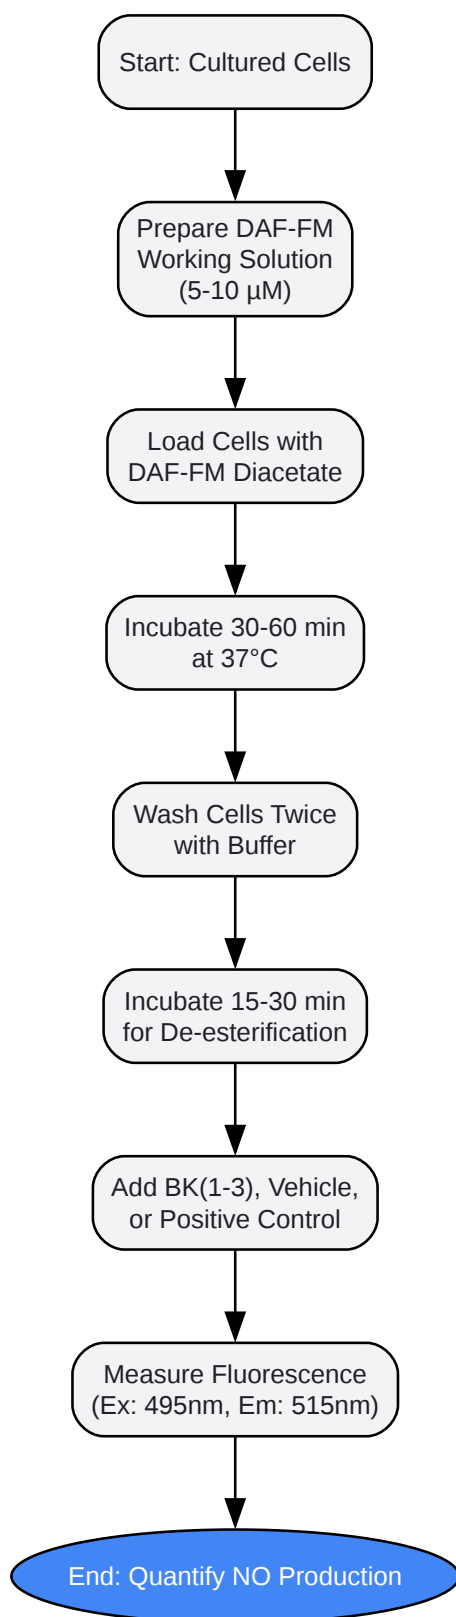 Start: Cultured Cells
Prepare DAF-FM
Working Solution
(5-10 µM)
Load Cells with
DAF-FM Diacetate
Incubate 30-60 min
at 37°C
Wash Cells Twice
with Buffer
Incubate 15-30 min
for De-esterification
Add BK(1-3), Vehicle,
or Positive Control
Measure Fluorescence
(Ex: 495nm, Em: 515nm)
End: Quantify NO Production